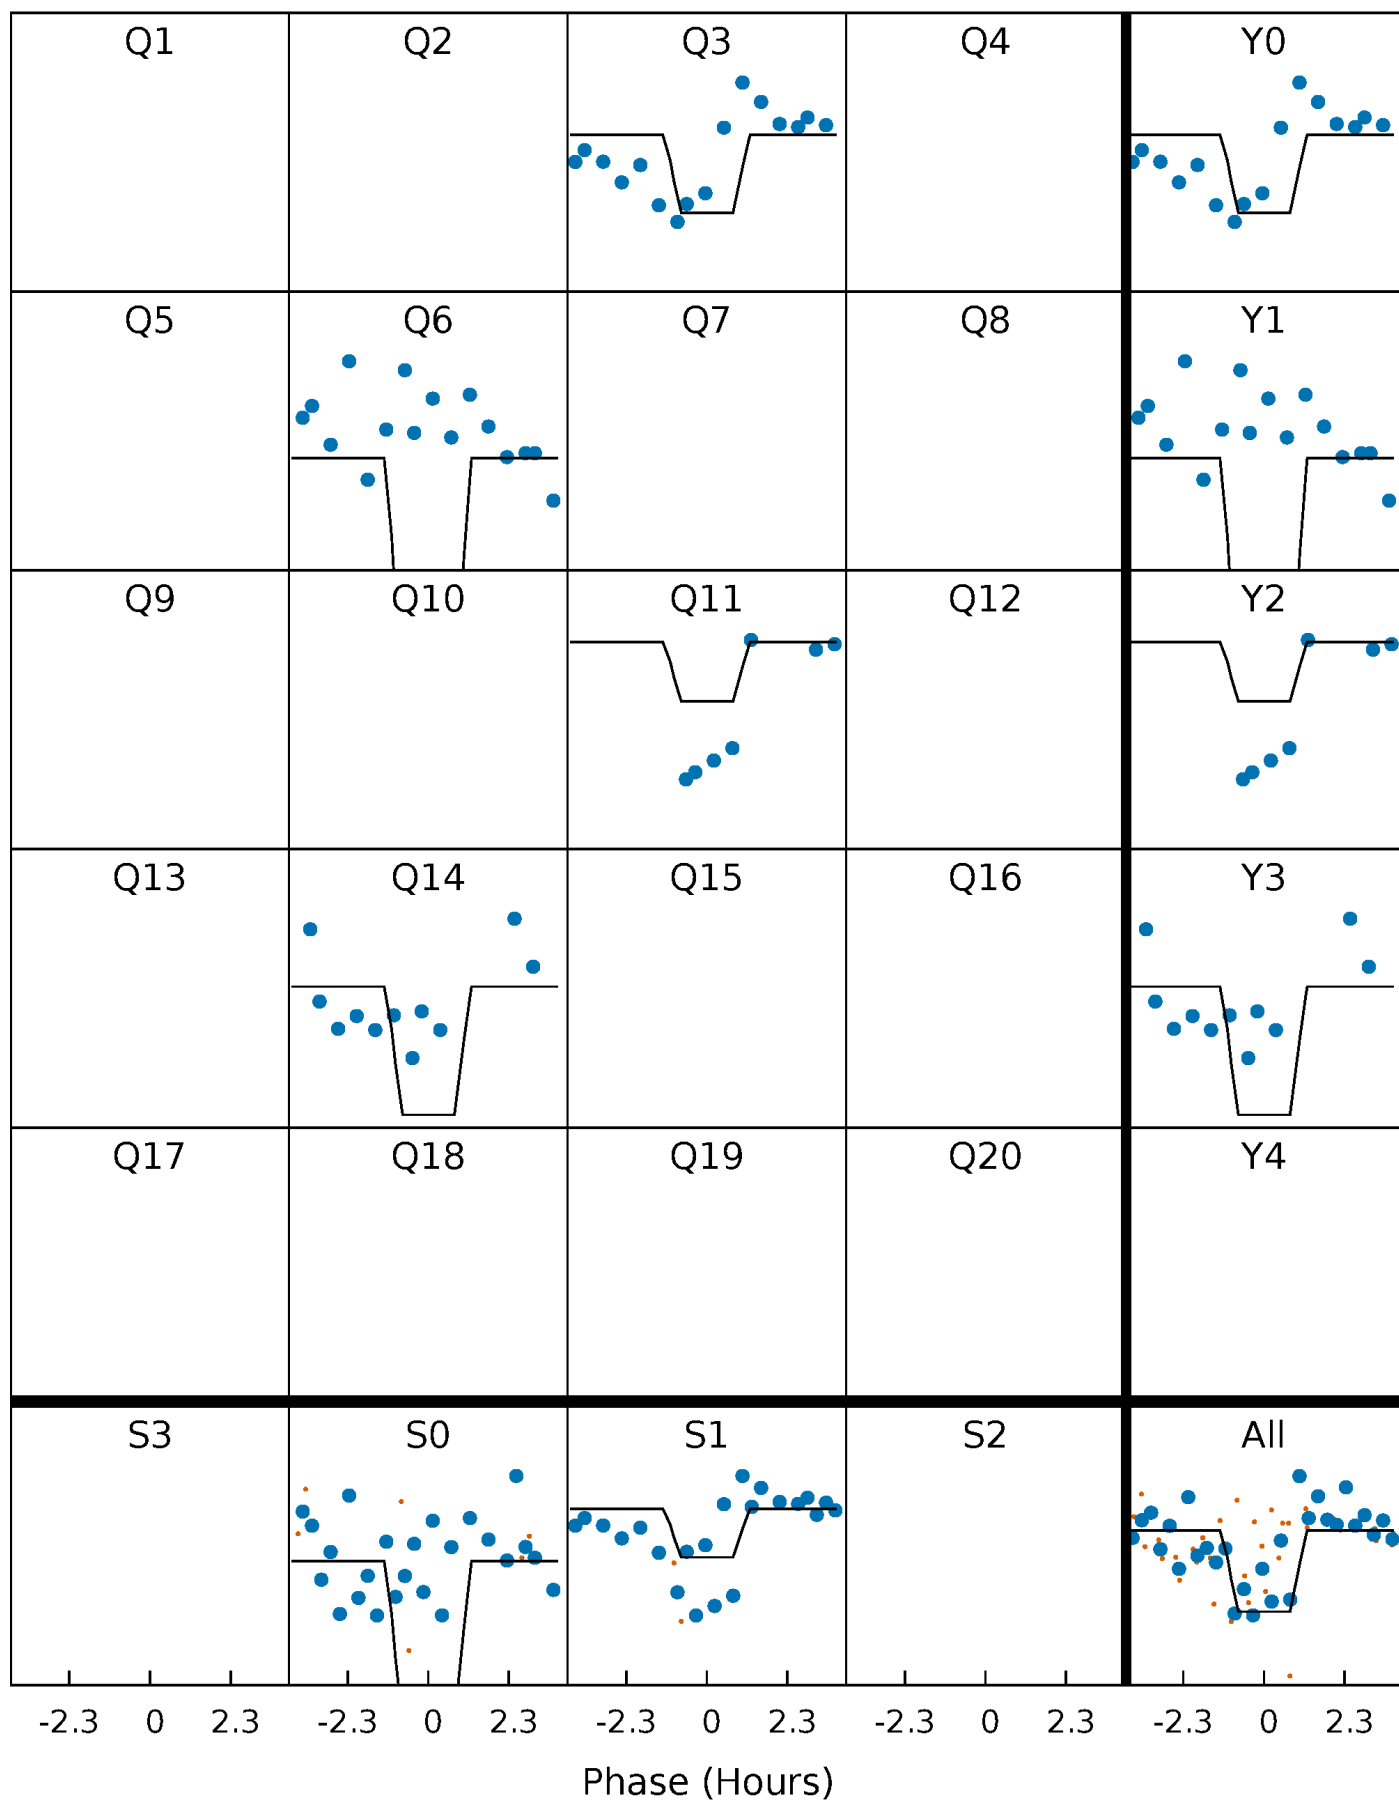 Q1 Q2 Q3 Q4 Y0
Q5 Q6 Q7 Q8 Y1
Q9 Q10 Q11 Q12 Y2
Q13 Q14 Q15 Q16 Y3
Q17 Q18 Q19 Q20 Y4
S3 S0 S1 S2 All
-2.3 0 2.3 -2.3 0 2.3 -2.3 0 2.3 -2.3 0 2.3 -2.3 0 2.3
Phase (Hours)